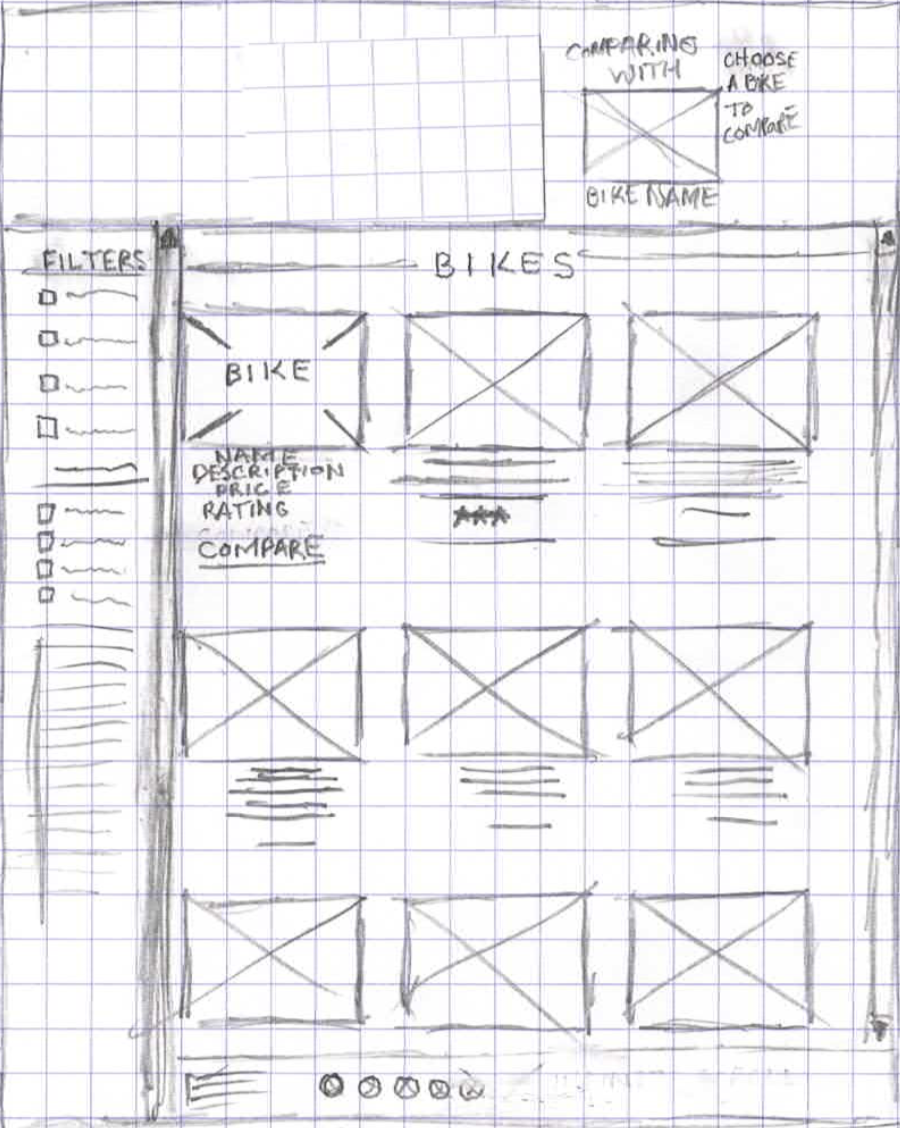 COMPARING
WITH
CHOOSE
A BIKE
TO
COMPARE
BIKE NAME
FILTERS
BIKES
BIKE
NAME
DESCRIPTION
PRICE
RATING
COMPARE